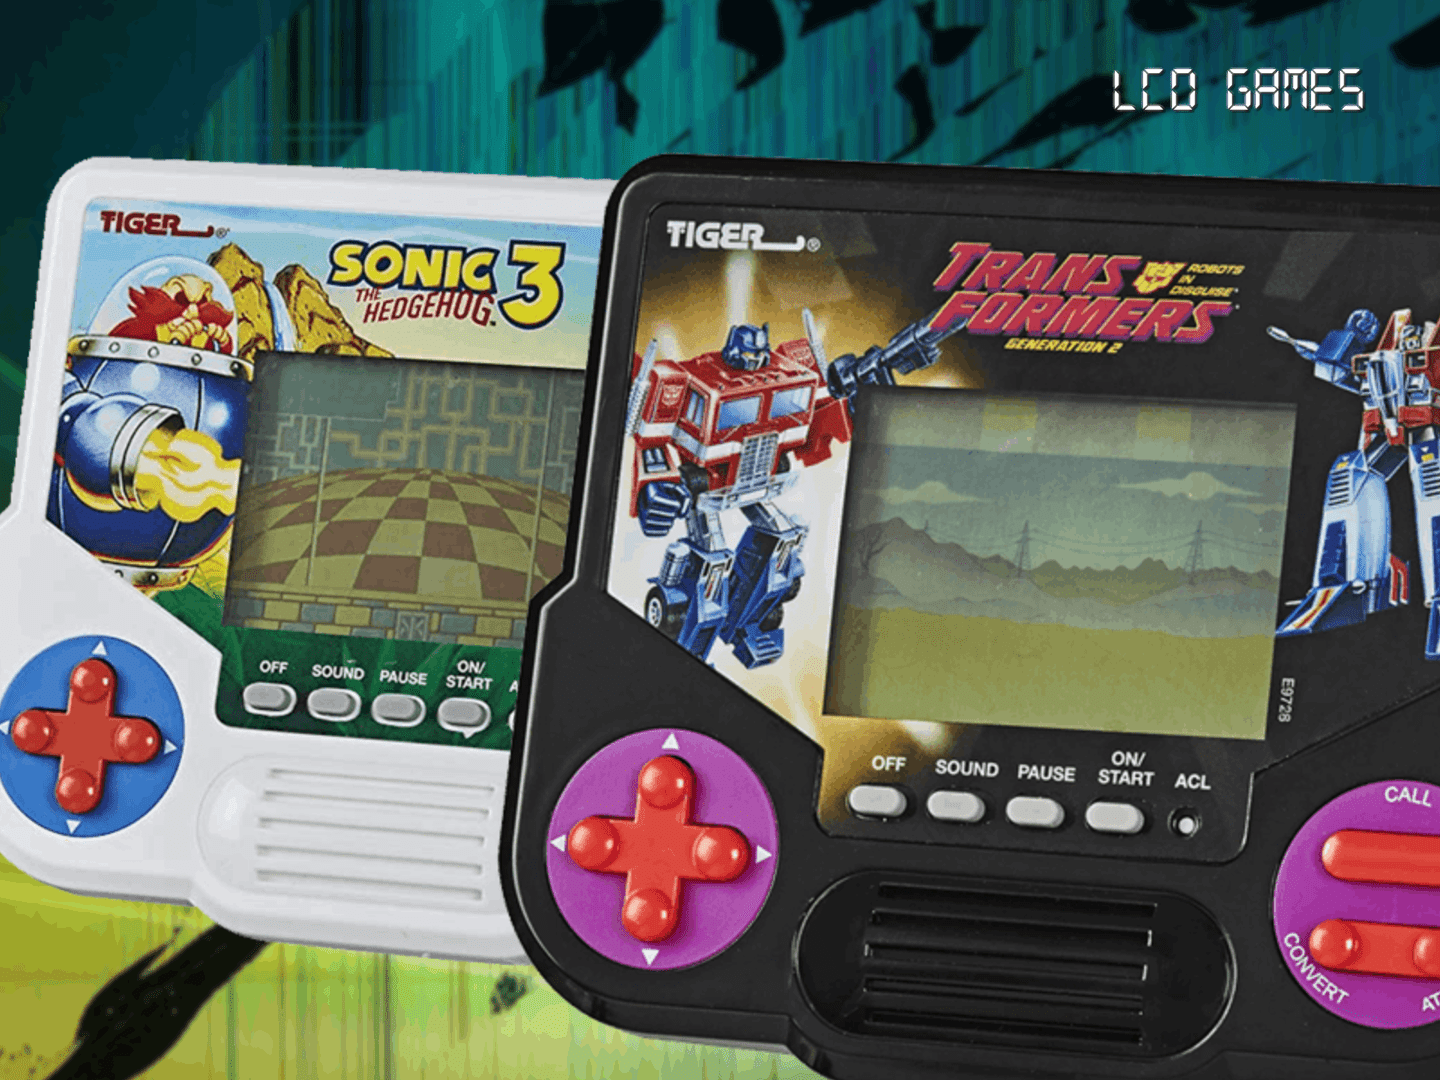 LCD GAMES
TIGER®
SONIC
THE
HEDGEHOG™
3
OFF
SOUND
PAUSE
ON/
START
TIGER®
TRANS
FORMERS
ROBOTS
IN
DISGUISE
GENERATION 2
E9728
OFF
SOUND
PAUSE
ON/
START
ACL
CALL
CONVERT